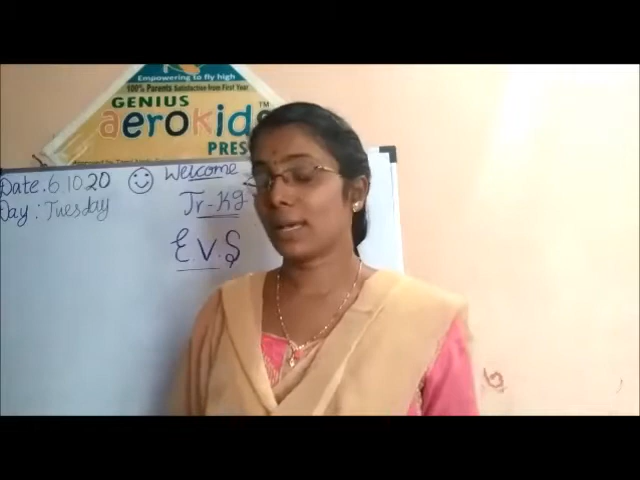 Empowering to fly high
100% Parents Satisfaction from First Year
GENIUS
aeroKids
TM
PRES
Date. 6.10 20
Welcome
Day : Tuesday
Jr - Kg
E.V.S